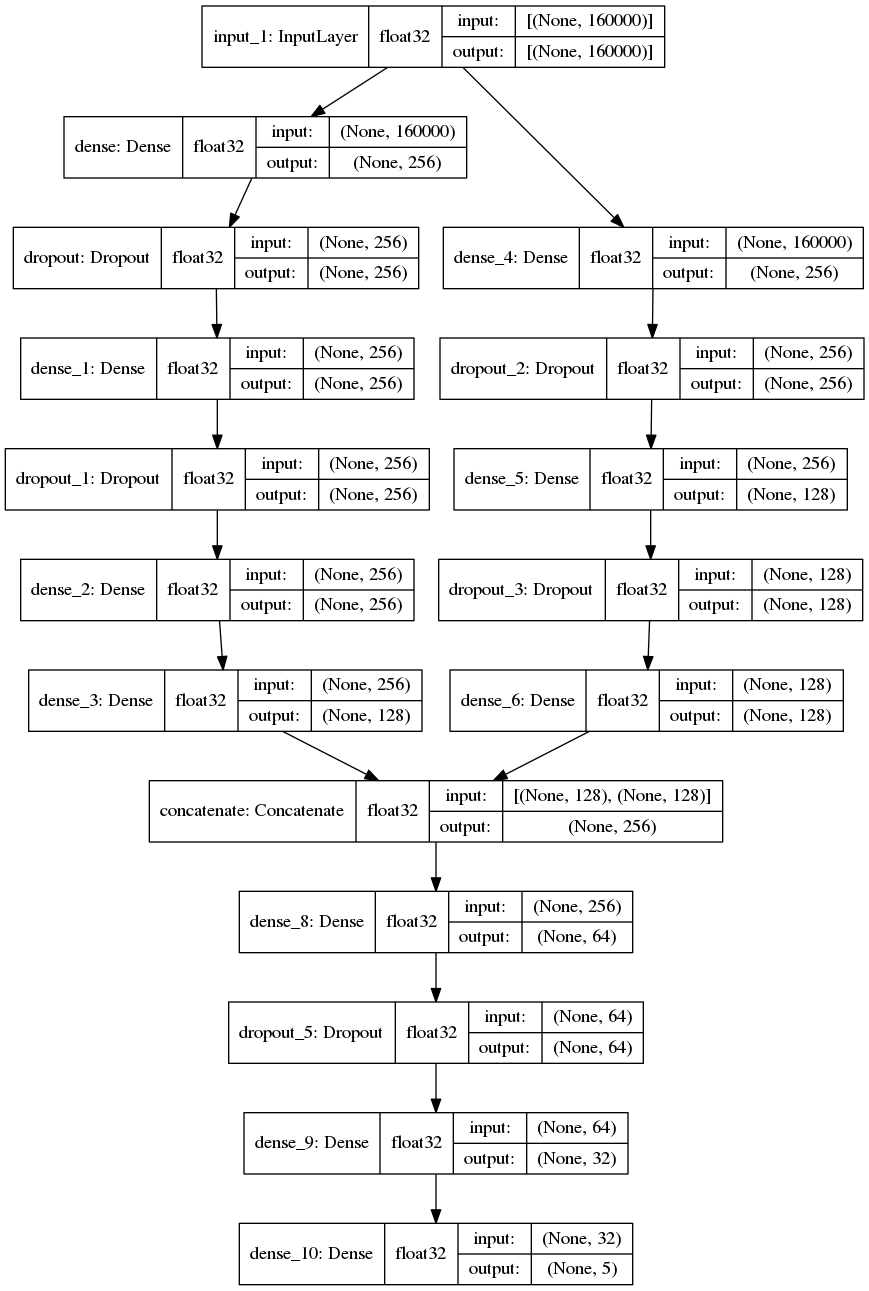 input_1: InputLayer float32 input: [(None, 160000)]
output: [(None, 160000)]
dense: Dense float32 input: (None, 160000)
output: (None, 256)
dropout: Dropout float32 input: (None, 256)
output: (None, 256)
dense_4: Dense float32 input: (None, 160000)
output: (None, 256)
dense_1: Dense float32 input: (None, 256)
output: (None, 256)
dropout_2: Dropout float32 input: (None, 256)
output: (None, 256)
dropout_1: Dropout float32 input: (None, 256)
output: (None, 256)
dense_5: Dense float32 input: (None, 256)
output: (None, 128)
dense_2: Dense float32 input: (None, 256)
output: (None, 256)
dropout_3: Dropout float32 input: (None, 128)
output: (None, 128)
dense_3: Dense float32 input: (None, 256)
output: (None, 128)
dense_6: Dense float32 input: (None, 128)
output: (None, 128)
concatenate: Concatenate float32 input: [(None, 128), (None, 128)]
output: (None, 256)
dense_8: Dense float32 input: (None, 256)
output: (None, 64)
dropout_5: Dropout float32 input: (None, 64)
output: (None, 64)
dense_9: Dense float32 input: (None, 64)
output: (None, 32)
dense_10: Dense float32 input: (None, 32)
output: (None, 5)